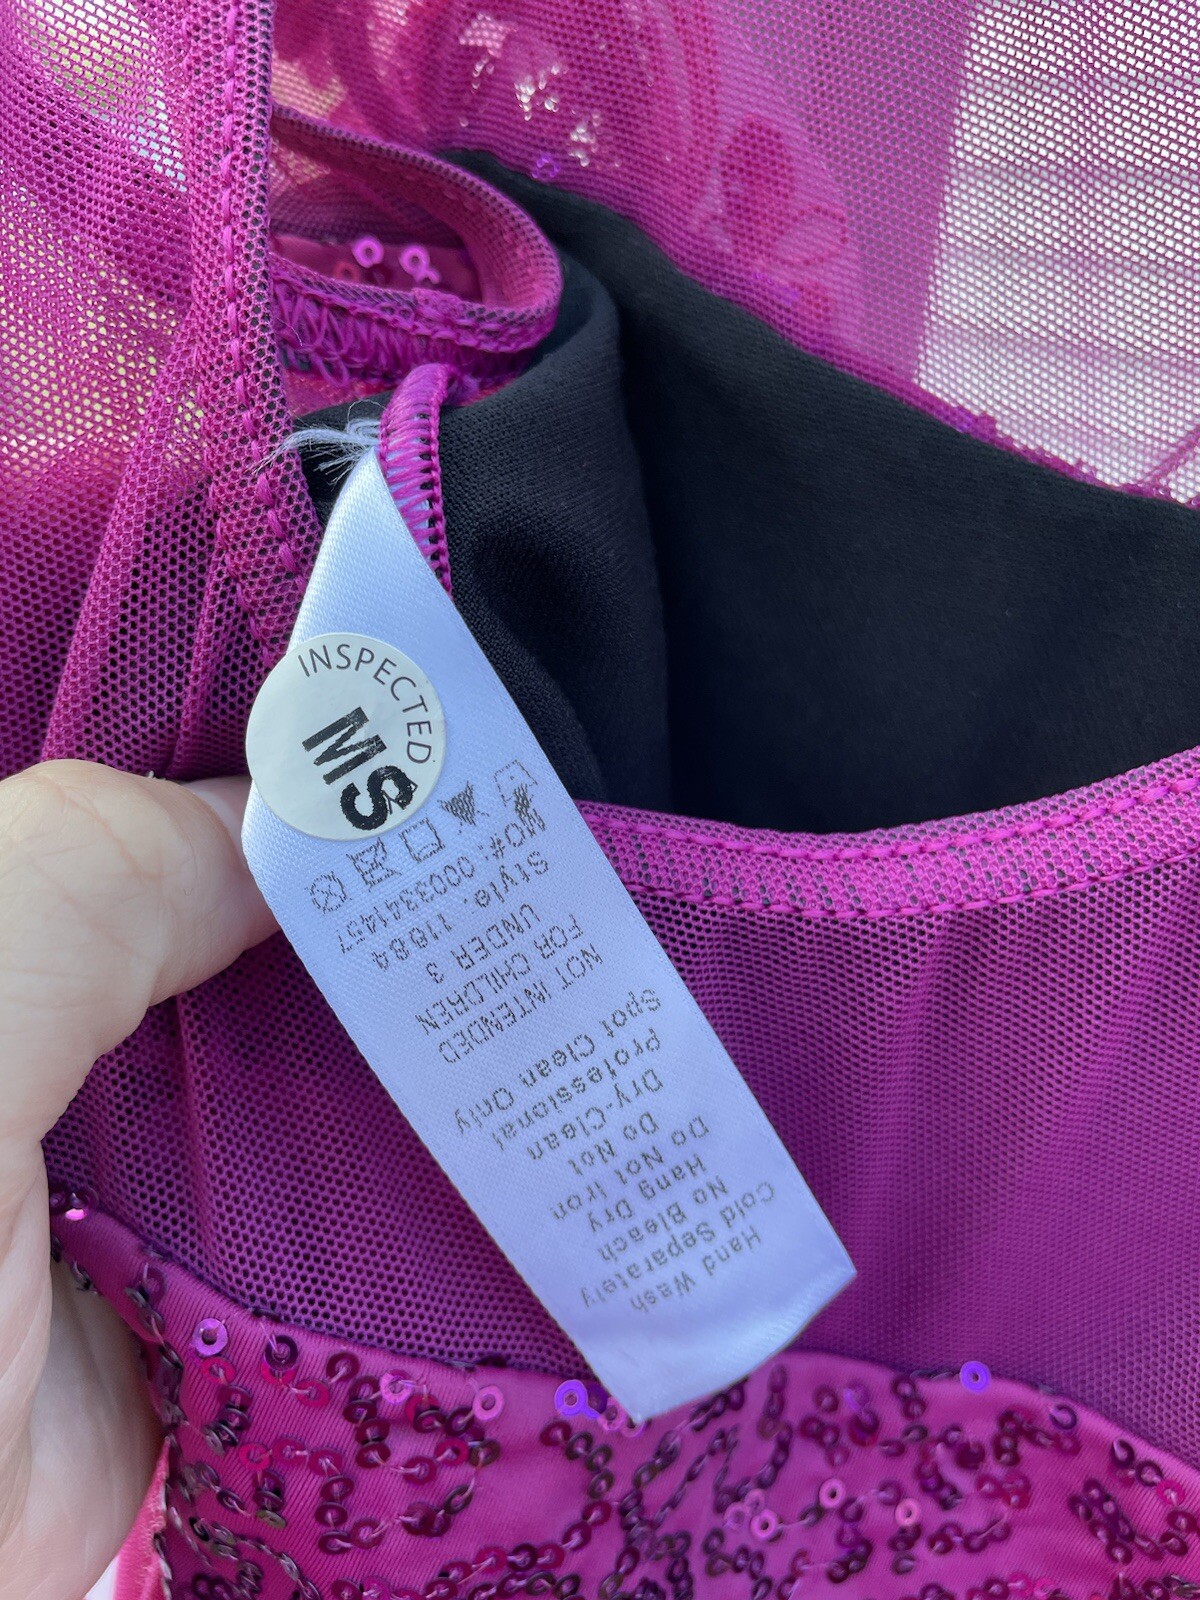 INSPECTED
MS
Hand Wash
Cold Separately
No Bleach
Hang Dry
Do Not Iron
Do Not
Dry-Clean
Professional
Spot Clean Only
NOT INTENDED
FOR CHILDREN
UNDER 3
Style: 11684
WO#: 000341457